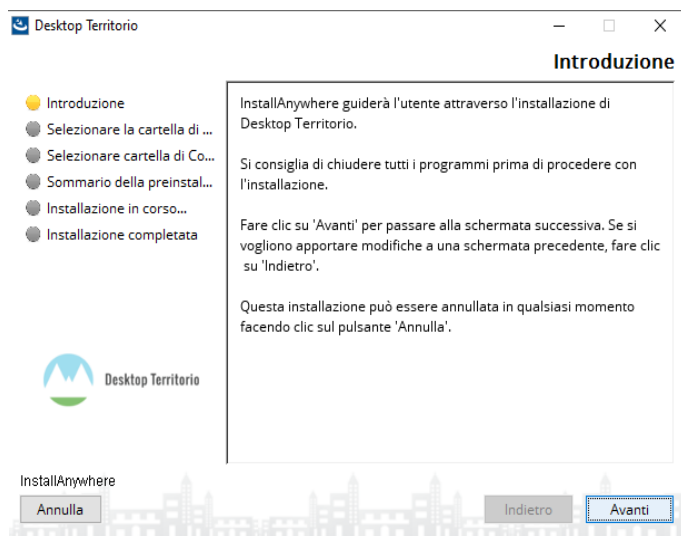 Desktop Territorio
Introduzione
Introduzione
Selezionare la cartella di ...
Selezionare cartella di Co...
Sommario della preinstal...
Installazione in corso...
Installazione completata
InstallAnywhere guiderà l'utente attraverso l'installazione di
Desktop Territorio.
Si consiglia di chiudere tutti i programmi prima di procedere con
l'installazione.
Fare clic su 'Avanti' per passare alla schermata successiva. Se si
vogliono apportare modifiche a una schermata precedente, fare clic
su 'Indietro'.
Questa installazione può essere annullata in qualsiasi momento
facendo clic sul pulsante 'Annulla'.
Desktop Territorio
InstallAnywhere
Annulla
Indietro
Avanti